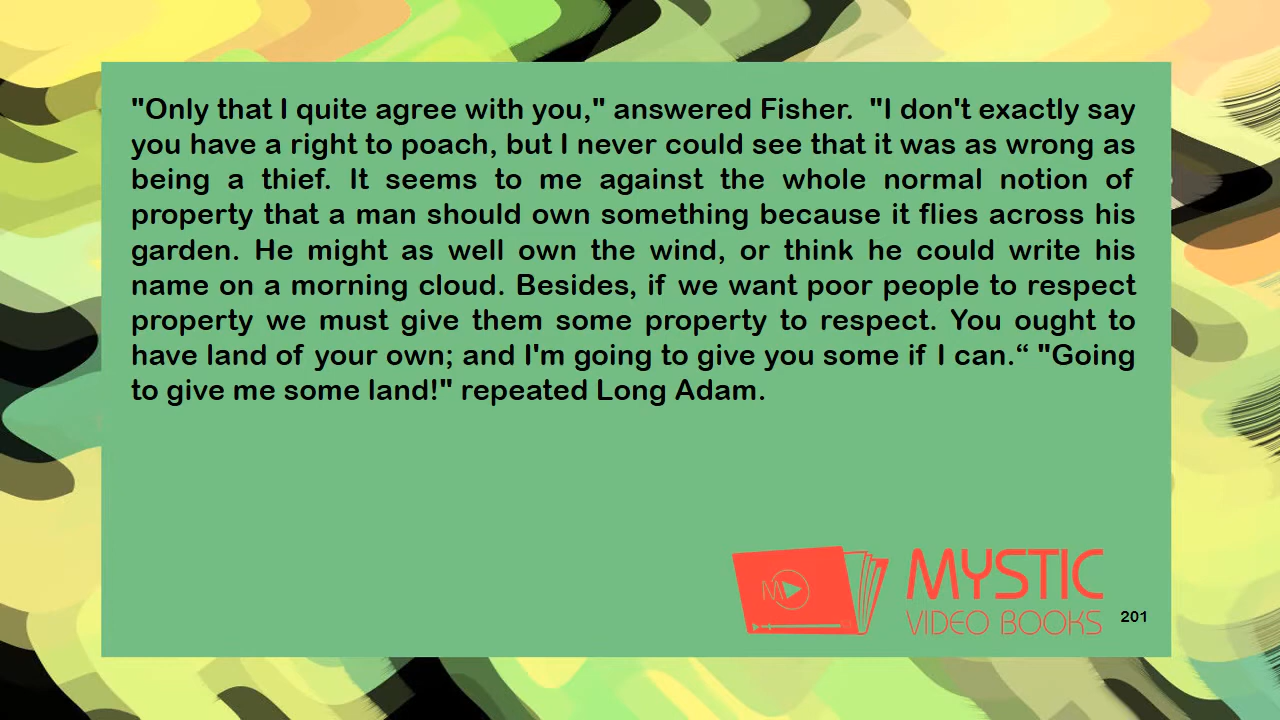 "Only that I quite agree with you," answered Fisher.  "I don't exactly say
you have a right to poach, but I never could see that it was as wrong as
being a thief. It seems to me against the whole normal notion of
property that a man should own something because it flies across his
garden. He might as well own the wind, or think he could write his
name on a morning cloud. Besides, if we want poor people to respect
property we must give them some property to respect. You ought to
have land of your own; and I'm going to give you some if I can.“ "Going
to give me some land!" repeated Long Adam.
M
MYSTIC
VIDEO BOOKS
201